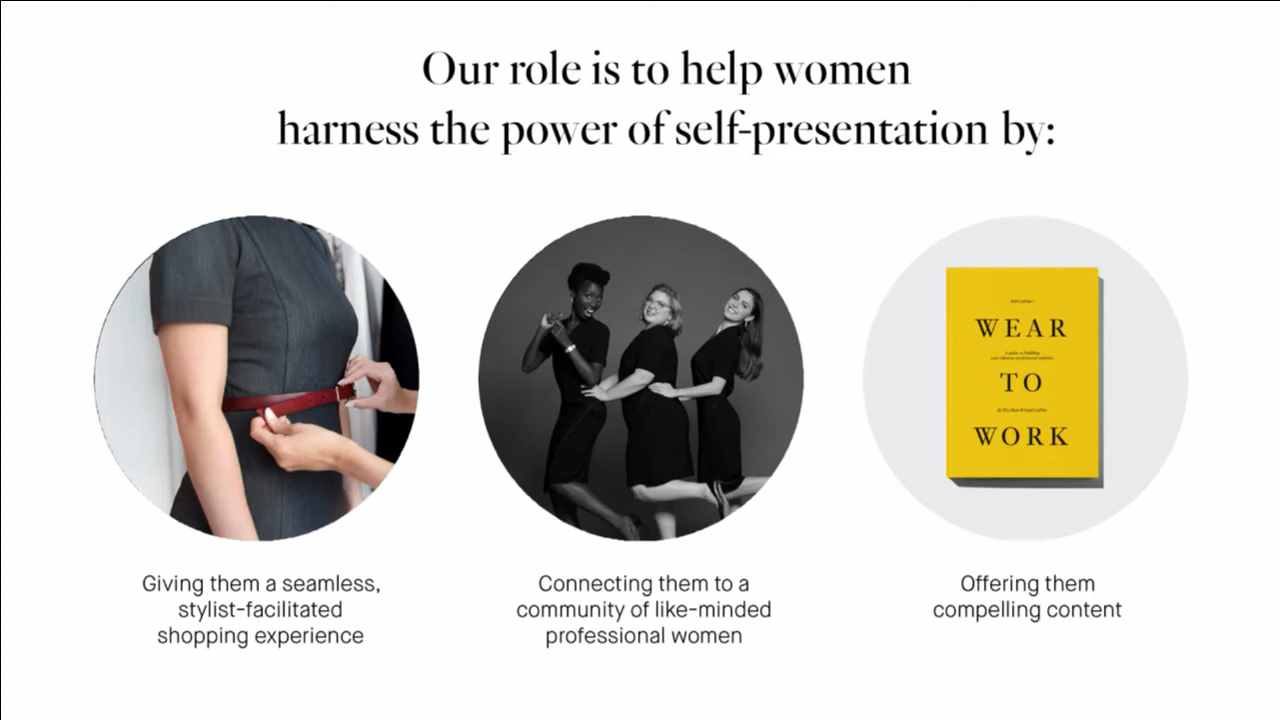 Our role is to help women
harness the power of self-presentation by:
WEAR
TO
WORK
Giving them a seamless,
stylist-facilitated
shopping experience
Connecting them to a
community of like-minded
professional women
Offering them
compelling content